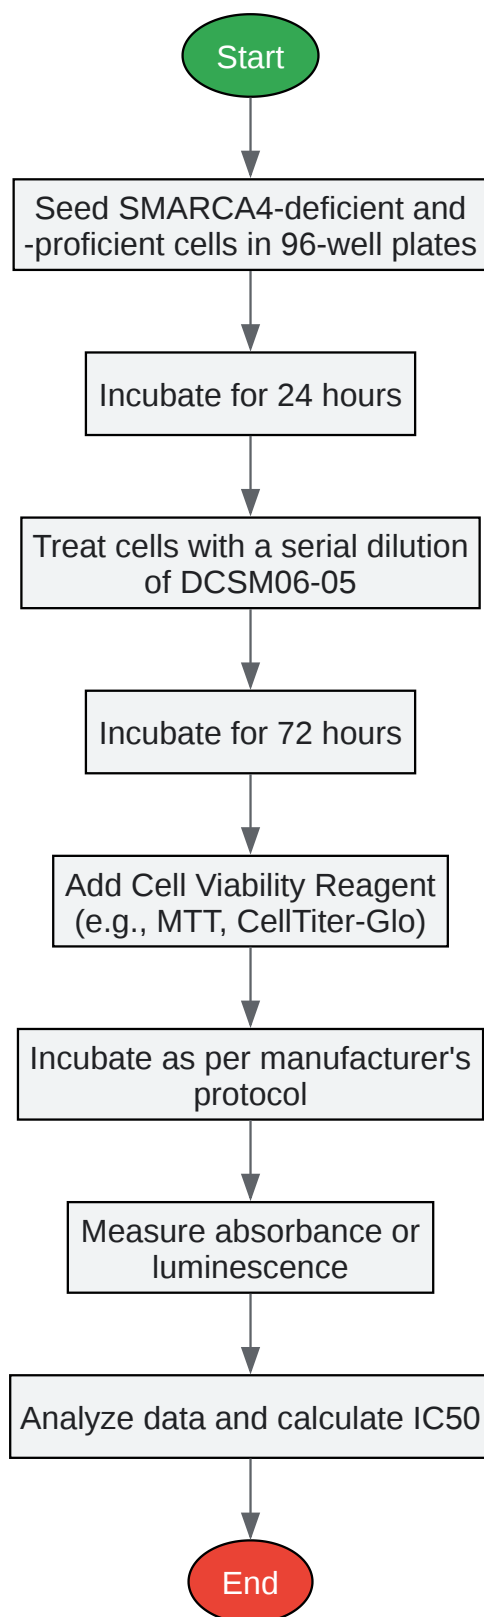 Start
Seed SMARCA4-deficient and
-proficient cells in 96-well plates
Incubate for 24 hours
Treat cells with a serial dilution
of DCSM06-05
Incubate for 72 hours
Add Cell Viability Reagent
(e.g., MTT, CellTiter-Glo)
Incubate as per manufacturer's
protocol
Measure absorbance or
luminescence
Analyze data and calculate IC50
End